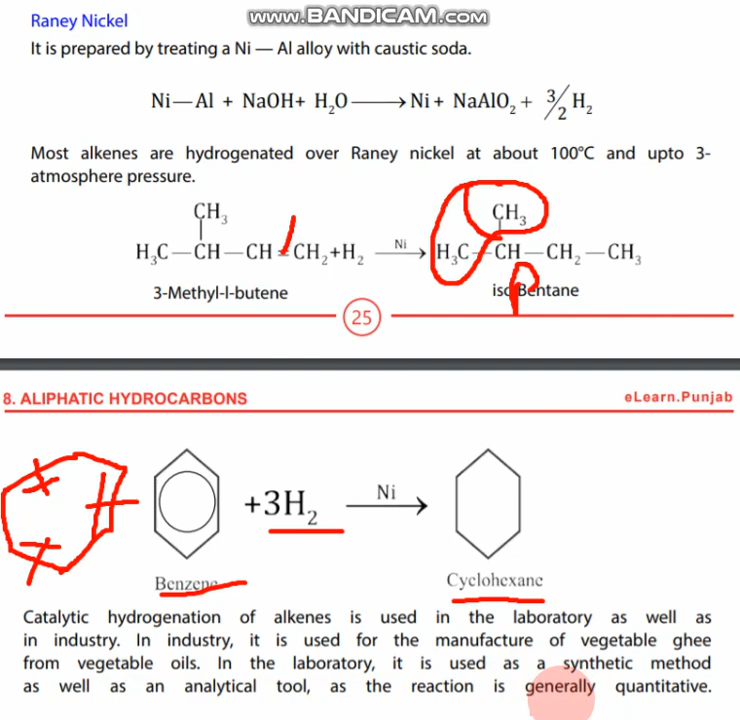 www.BANDICAM.com
Raney Nickel
It is prepared by treating a Ni — Al alloy with caustic soda.
Ni—Al + NaOH+ H₂O ⟶ Ni + NaAlO₂ + 3/2 H₂
Most alkenes are hydrogenated over Raney nickel at about 100°C and upto 3-
atmosphere pressure.
CH₃ CH₃
H₃C—CH—CH=CH₂+H₂ Ni ⟶ H₃C—CH—CH₂—CH₃
3-Methyl-l-butene iso Bentane
p
25
8. ALIPHATIC HYDROCARBONS eLearn.Punjab
+3H₂ Ni ⟶
Benzene Cyclohexane
Catalytic hydrogenation of alkenes is used in the laboratory as well as
in industry. In industry, it is used for the manufacture of vegetable ghee
from vegetable oils. In the laboratory, it is used as a synthetic method
as well as an analytical tool, as the reaction is generally quantitative.